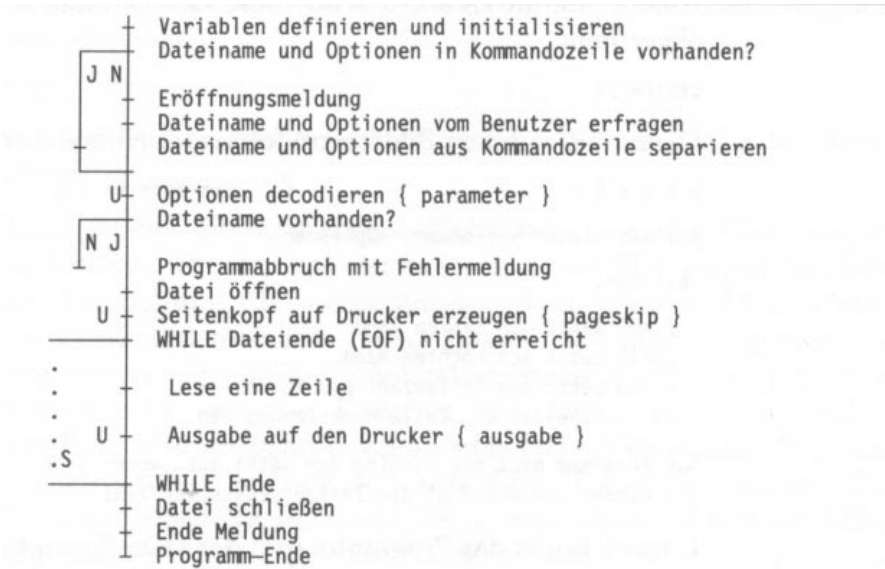 Variablen definieren und initialisieren
Dateiname und Optionen in Kommandozeile vorhanden?
J N
Eröffnungsmeldung
Dateiname und Optionen vom Benutzer erfragen
Dateiname und Optionen aus Kommandozeile separieren
U Optionen decodieren { parameter }
Dateiname vorhanden?
N J
Programmabbruch mit Fehlermeldung
Datei öffnen
U Seitenkopf auf Drucker erzeugen { pageskip }
WHILE Dateiende (EOF) nicht erreicht
Lese eine Zeile
U Ausgabe auf den Drucker { ausgabe }
.S
WHILE Ende
Datei schließen
Ende Meldung
Programm-Ende